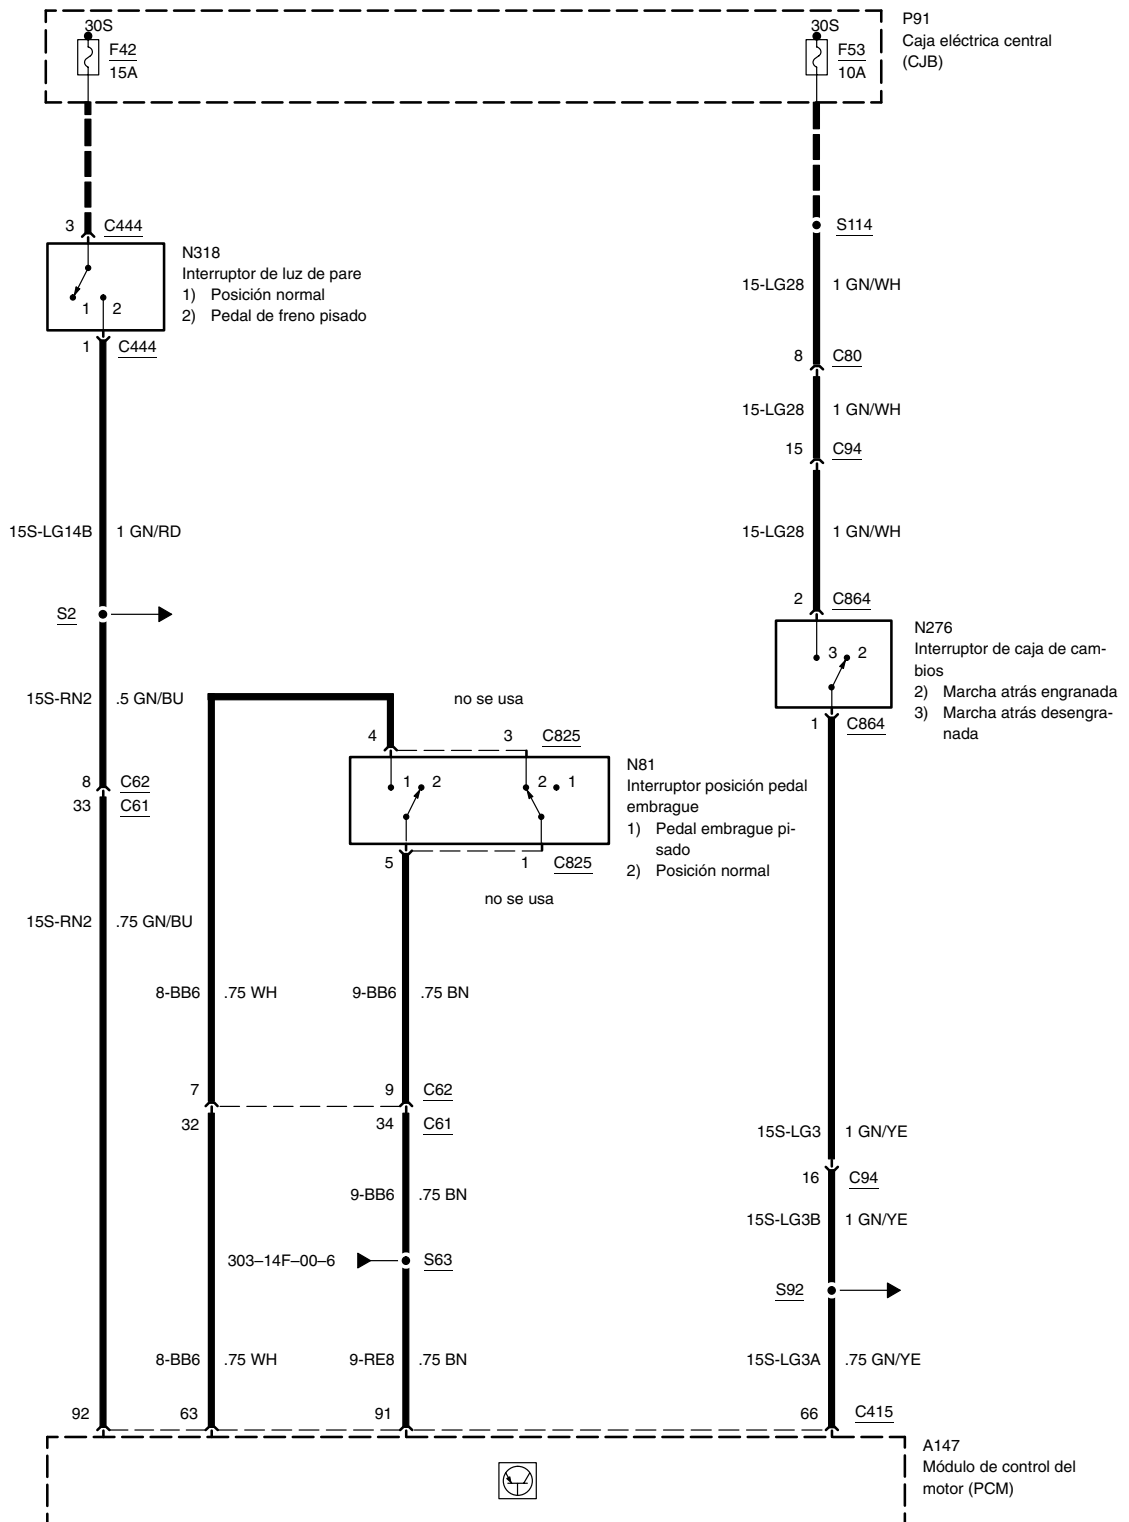 30S
F42
15A
30S
F53
10A
P91
Caja eléctrica central
(CJB)
3 C444
N318
Interruptor de luz de pare
1) Posición normal
2) Pedal de freno pisado
1 2
1 C444
S114
15-LG28 1 GN/WH
8 C80
15-LG28 1 GN/WH
15 C94
15S-LG14B 1 GN/RD
15-LG28 1 GN/WH
S2
2 C864
N276
Interruptor de caja de cam-
bios
2) Marcha atrás engranada
3) Marcha atrás desengra-
nada
3 2
1 C864
15S-RN2 .5 GN/BU
no se usa
4 3 C825
N81
Interruptor posición pedal
embrague
1) Pedal embrague pi-
sado
2) Posición normal
1 2 2 1
8 C62
33 C61
5 1 C825
no se usa
15S-RN2 .75 GN/BU
8-BB6 .75 WH
9-BB6 .75 BN
7 9 C62
32 34 C61
15S-LG3 1 GN/YE
16 C94
9-BB6 .75 BN
15S-LG3B 1 GN/YE
303–14F–00–6 S63
S92
8-BB6 .75 WH
9-RE8 .75 BN
15S-LG3A .75 GN/YE
92 63 91 66 C415
A147
Módulo de control del
motor (PCM)